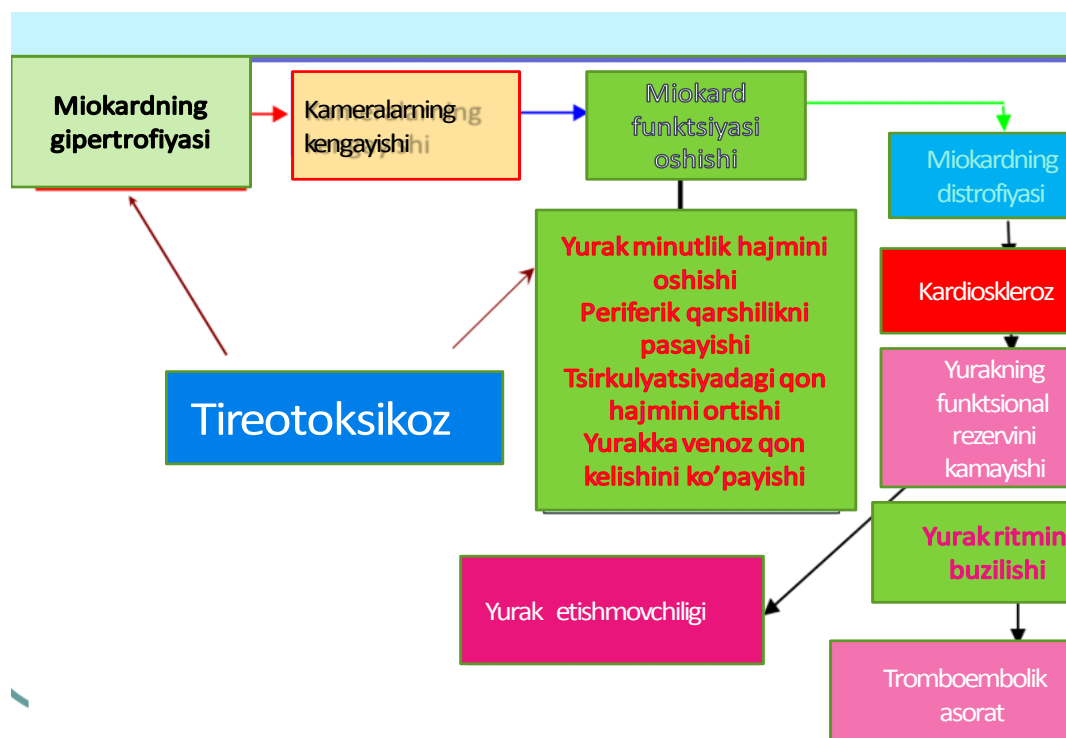 Miokardning
gipertrofiyasi
Kameralarning
kengayishi
Miokard
funktsiyasi
oshishi
Miokardning
distrofiyasi
Yurak minutlik hajmini
oshishi
Periferik qarshilikni
pasayishi
Tsirkulyatsiyadagi qon
hajmini ortishi
Yurakka venoz qon
kelishini ko’payishi
Kardioskleroz
Tireotoksikoz
Yurakning
funktsional
rezervini
kamayishi
Yurak ritmin
buzilishi
Yurak etishmovchiligi
Tromboembolik
asorat